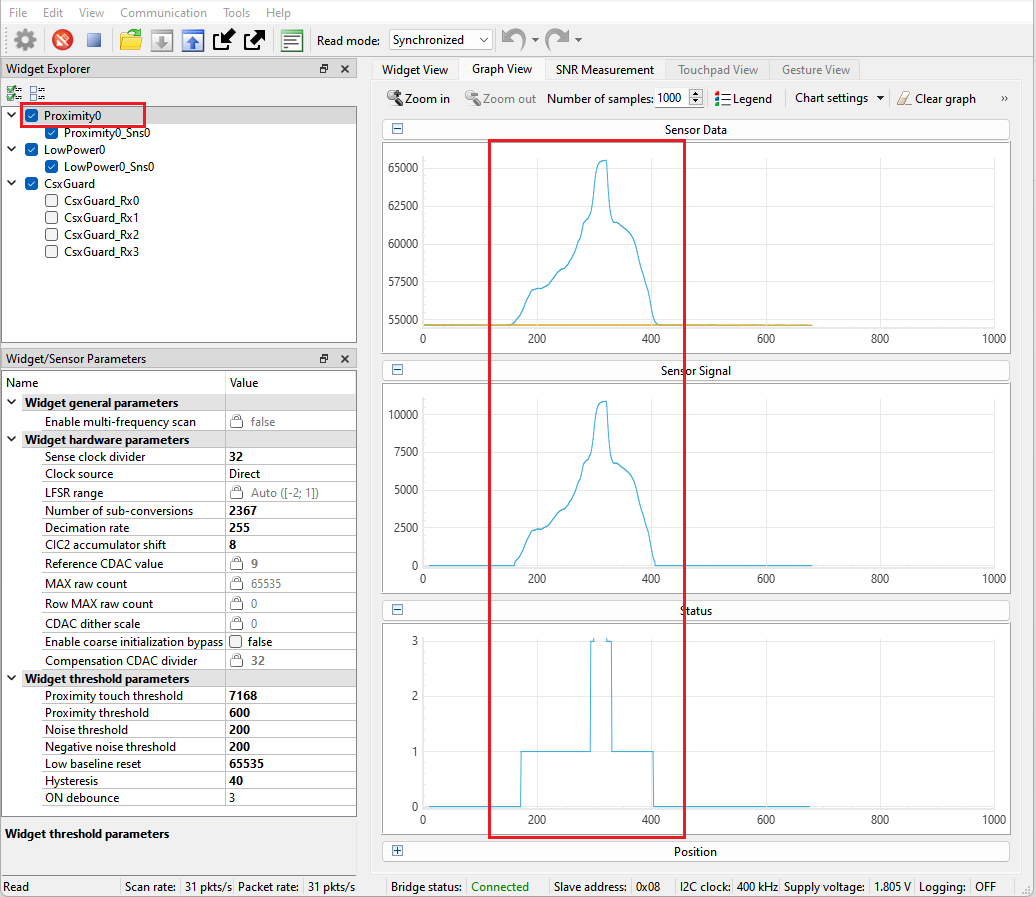 File Edit View Communication Tools Help
Read mode: Synchronized
Widget Explorer
Proximity0
Proximity0_Sns0
LowPower0
LowPower0_Sns0
CsxGuard
CsxGuard_Rx0
CsxGuard_Rx1
CsxGuard_Rx2
CsxGuard_Rx3
Widget/Sensor Parameters
Name Value
Widget general parameters
Enable multi-frequency scan false
Widget hardware parameters
Sense clock divider 32
Clock source Direct
LFSR range Auto ([-2; 1])
Number of sub-conversions 2367
Decimation rate 255
CIC2 accumulator shift 8
Reference CDAC value 9
MAX raw count 65535
Row MAX raw count 0
CDAC dither scale 0
Enable coarse initialization bypass false
Compensation CDAC divider 32
Widget threshold parameters
Proximity touch threshold 7168
Proximity threshold 600
Noise threshold 200
Negative noise threshold 200
Low baseline reset 65535
Hysteresis 40
ON debounce 3
Widget threshold parameters
Widget View Graph View SNR Measurement Touchpad View Gesture View
Zoom in Zoom out Number of samples: 1000 Legend Chart settings Clear graph »
Sensor Data
65000
62500
60000
57500
55000
0 200 400 600 800 1000
Sensor Signal
10000
7500
5000
2500
0
0 200 400 600 800 1000
Status
3
2
1
0
0 200 400 600 800 1000
Position
Read Scan rate: 31 pkts/s Packet rate: 31 pkts/s Bridge status: Connected Slave address: 0x08 I2C clock: 400 kHz Supply voltage: 1.805 V Logging: OFF